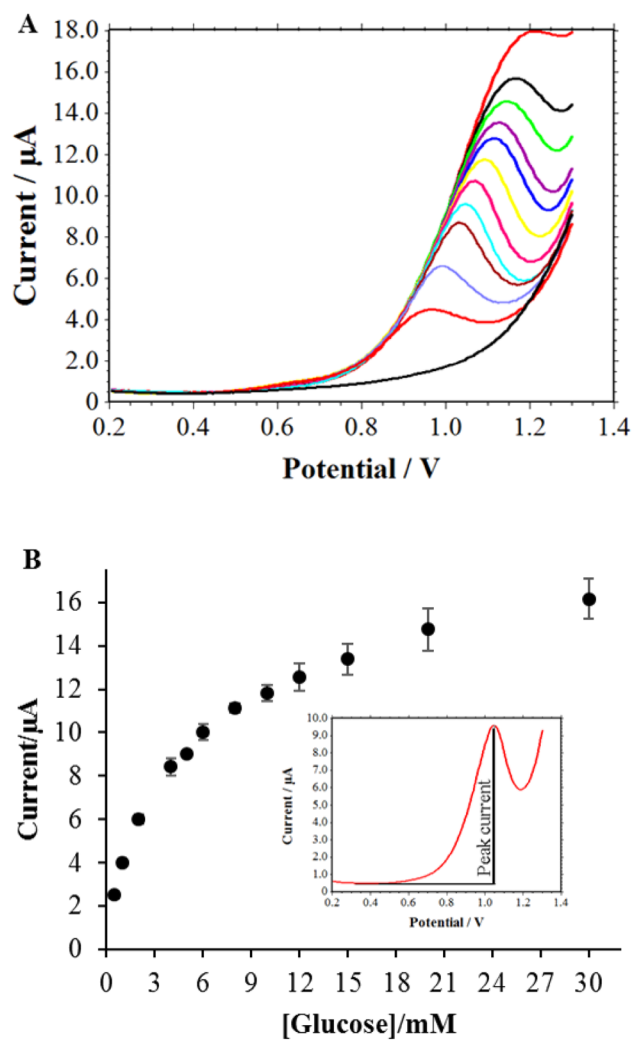 A
18.0
16.0
14.0
12.0
10.0
8.0
6.0
4.0
2.0
0
Current / µA
0.2 0.4 0.6 0.8 1.0 1.2 1.4
Potential / V
B
16
14
12
10
8
6
4
2
0
Current/µA
10.0
9.0
8.0
7.0
6.0
5.0
4.0
3.0
2.0
1.0
0
Current / µA
Peak current
0.2 0.4 0.6 0.8 1.0 1.2 1.4
Potential / V
0 3 6 9 12 15 18 21 24 27 30
[Glucose]/mM